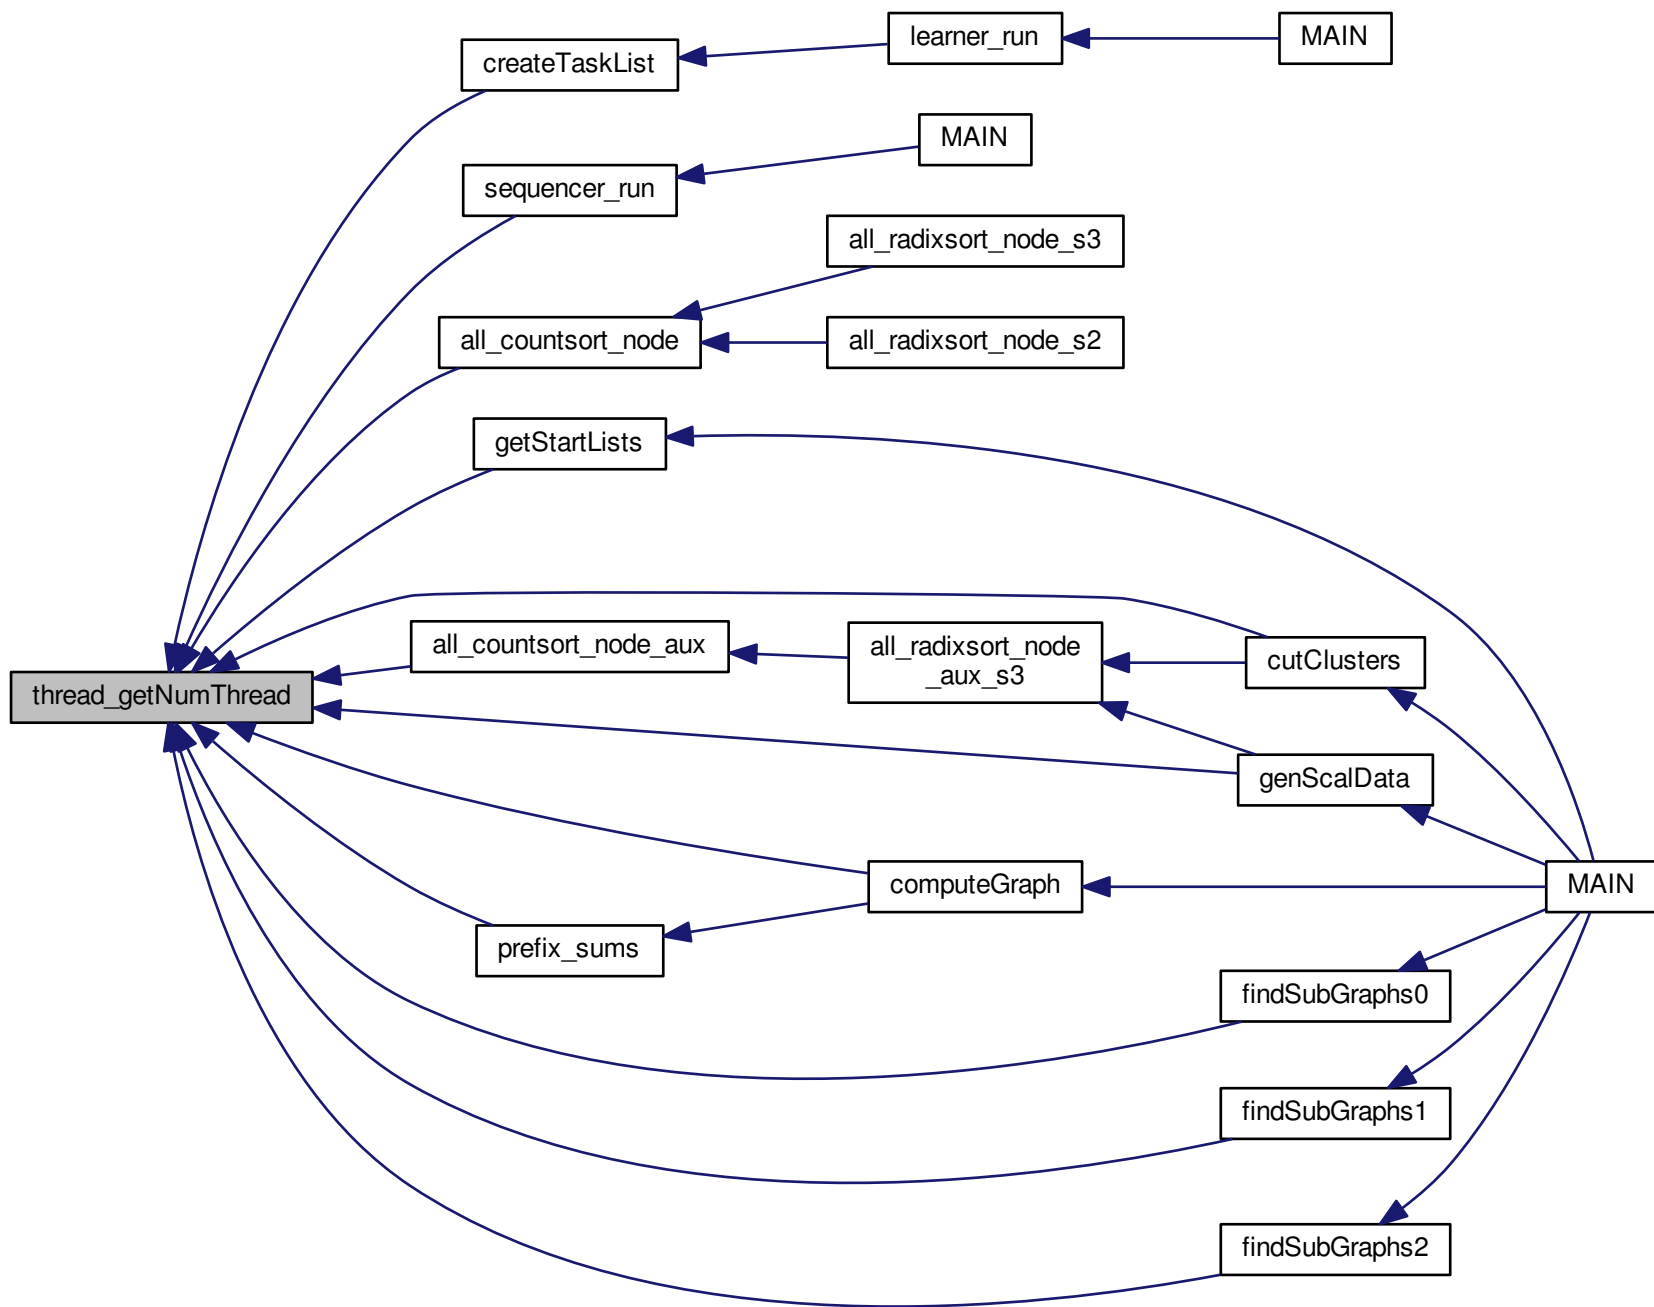 learner_run
MAIN
createTaskList
MAIN
sequencer_run
all_radixsort_node_s3
all_countsort_node
all_radixsort_node_s2
getStartLists
all_countsort_node_aux
all_radixsort_node
_aux_s3
cutClusters
thread_getNumThread
genScalData
computeGraph
MAIN
prefix_sums
findSubGraphs0
findSubGraphs1
findSubGraphs2